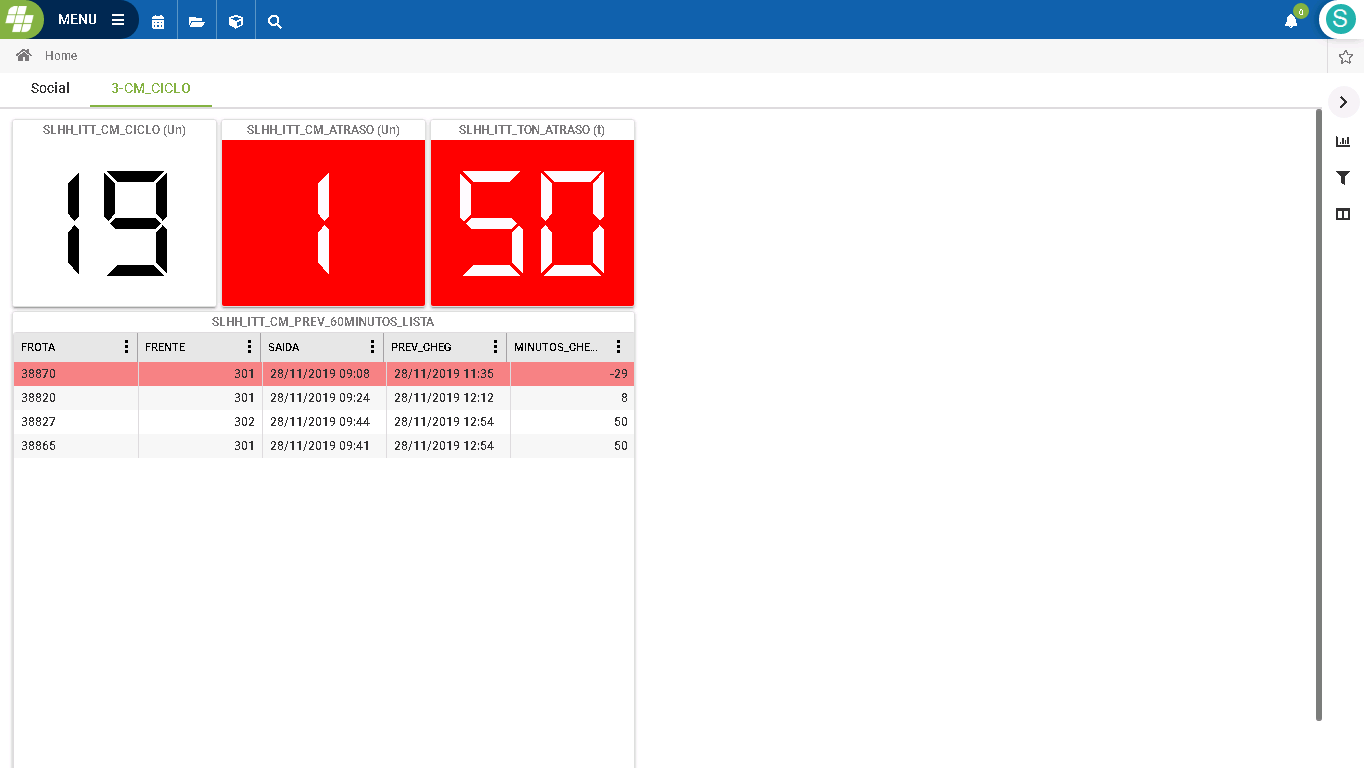 MENU
0
S
Home
Social
3-CM_CICLO
SLHH_ITT_CM_CICLO (Un)
SLHH_ITT_CM_ATRASO (Un)
SLHH_ITT_TON_ATRASO (t)
19
1
50
SLHH_ITT_CM_PREV_60MINUTOS_LISTA
FROTA FRENTE SAIDA PREV_CHEG MINUTOS_CHE...
38870 301 28/11/2019 09:08 28/11/2019 11:35 -29
38820 301 28/11/2019 09:24 28/11/2019 12:12 8
38827 302 28/11/2019 09:44 28/11/2019 12:54 50
38865 301 28/11/2019 09:41 28/11/2019 12:54 50